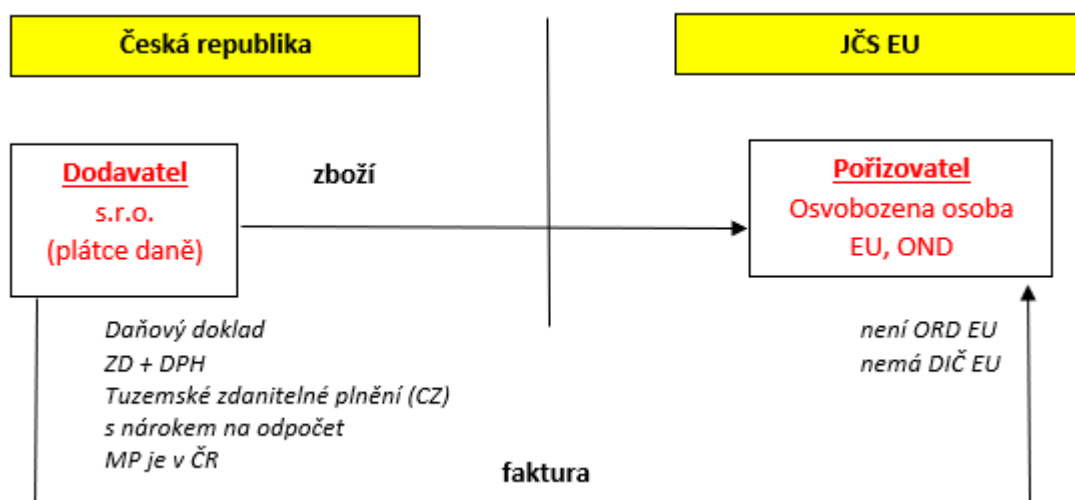 Česká republika
JČS EU
Dodavatel
s.r.o.
(plátce daně)
zboží
Pořizovatel
Osvobozena osoba
EU, OND
Daňový doklad
ZD + DPH
Tuzemské zdanitelné plnění (CZ)
s nárokem na odpočet
MP je v ČR
není ORD EU
nemá DIČ EU
faktura